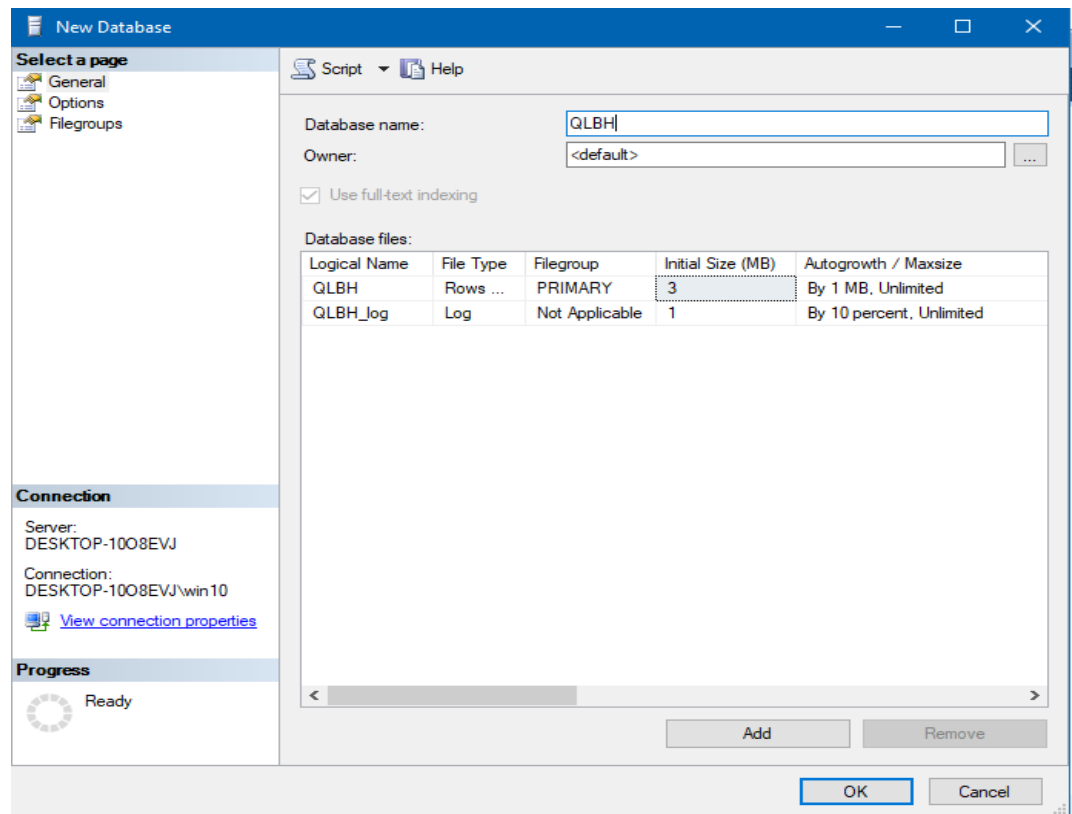 New Database
Select a page
General
Options
Filegroups
Script Help
Database name: QLBH
Owner: <default> ...
Use full-text indexing
Database files:
Logical Name File Type Filegroup Initial Size (MB) Autogrowth / Maxsize
QLBH Rows ... PRIMARY 3 By 1 MB, Unlimited
QLBH_log Log Not Applicable 1 By 10 percent, Unlimited
Connection
Server:
DESKTOP-10O8EVJ
Connection:
DESKTOP-10O8EVJ\win10
View connection properties
Progress
Ready
Add Remove
OK Cancel